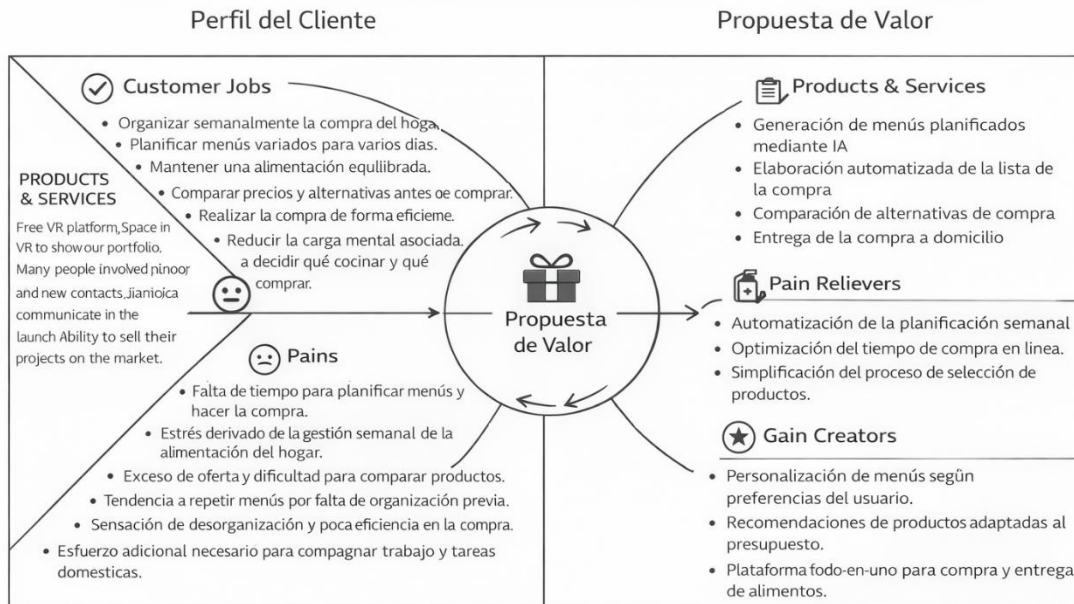 Perfil del Cliente
Customer Jobs
• Organizar semanalmente la compra del hoga,
• Planificar menús variados para varios días.
• Mantener una alimentación equllibrada.
• Comparar precios y alternativas antes oe comprar.
• Realizar la compra de forma eficieme.
• Reducir la carga mental asociada.
a decidir qué cocinar y qué
comprar.
PRODUCTS
& SERVICES
Free VR platform, Space in
VR to show our portfolio.
Many people involved pinoor
and new contacts, jianioica
communicate in the
launch Ability to sell their
projects on the market.
Pains
• Falta de tiempo para planificar menús y
hacer la compra.
• Estrés derivado de la gestión semanal de la
alimentación del hogar.
• Exceso de oferta y dificultad para comparar productos.
• Tendencia a repetir menús por falta de organización previa.
• Sensación de desorganización y poca eficiencia en la compra.
• Esfuerzo adicional necesario para compagnar trabajo y tareas
domesticas.
Propuesta
de Valor
Propuesta de Valor
Products & Services
• Generación de menús planificados
mediante IA
• Elaboración automatizada de la lista de
la compra
• Comparación de alternativas de compra
• Entrega de la compra a domicilio
Pain Relievers
• Automatización de la planificación semanal
• Optimización del tiempo de compra en linea.
• Simplificación del proceso de selección de
productos.
Gain Creators
• Personalización de menús segün
preferencias del usuario.
• Recomendaciones de productos adaptadas al
presupuesto.
• Plataforma fodo-en-uno para compra y entrega
de alimentos.